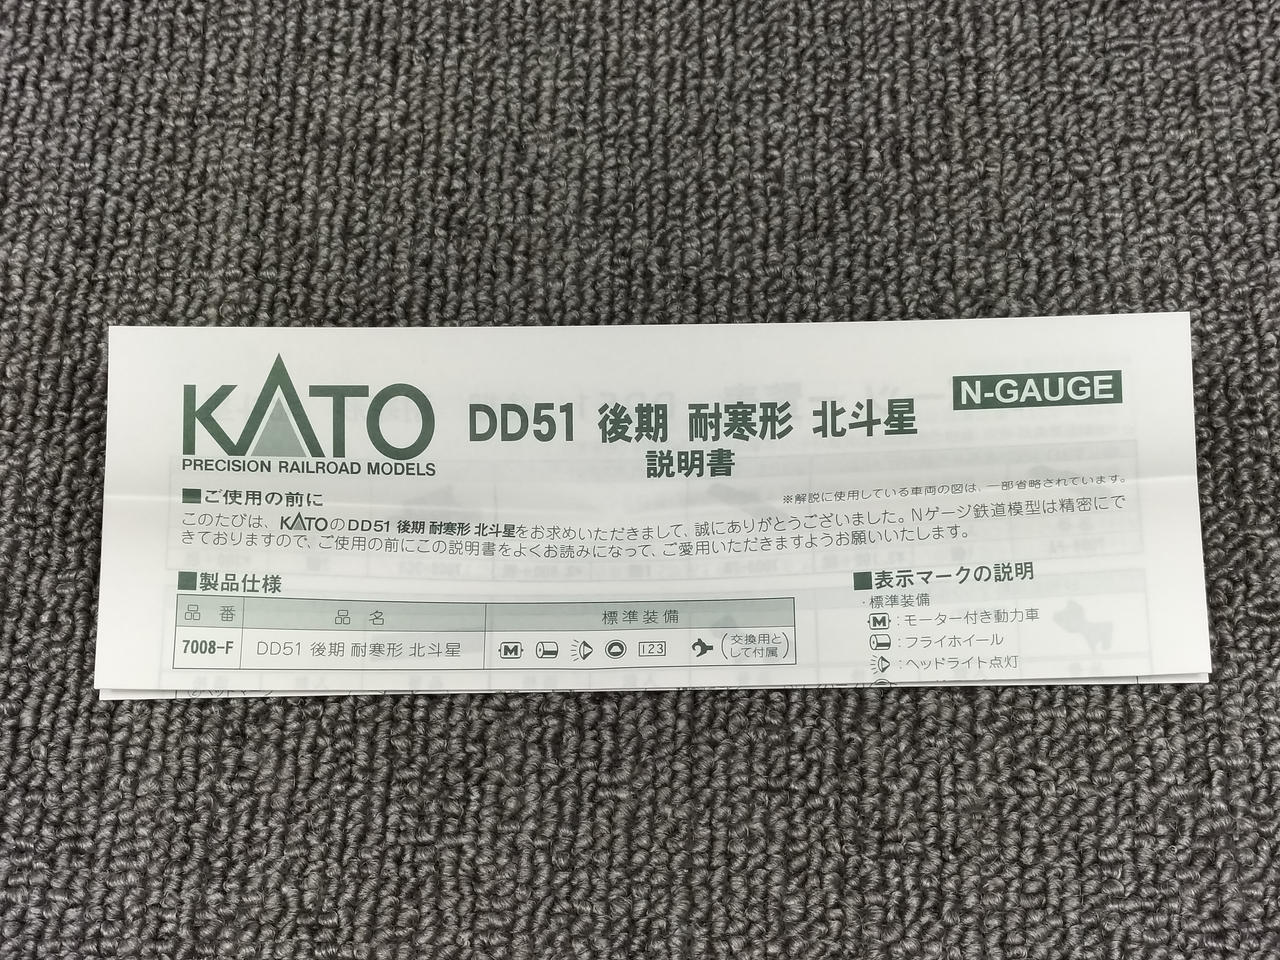 KATO
PRECISION RAILROAD MODELS
DD51 後期 耐寒形 北斗星
説明書
N-GAUGE
■ご使用の前に
※解説に使用している車両の図は、一部省略されています。
このたびは、KATOのDD51 後期 耐寒形 北斗星をお求めいただきまして、誠にありがとうございました。Nゲージ鉄道模型は精密にで
きておりますので、ご使用の前にこの説明書をよくお読みになって、ご愛用いただきますようお願いいたします。
■製品仕様
品番 品名 標準装備
7008-F DD51 後期 耐寒形 北斗星 M 123 (交換用と
して付属)
■表示マークの説明
・標準装備
M：モーター付き動力車
：フライホイール
：ヘッドライト点灯